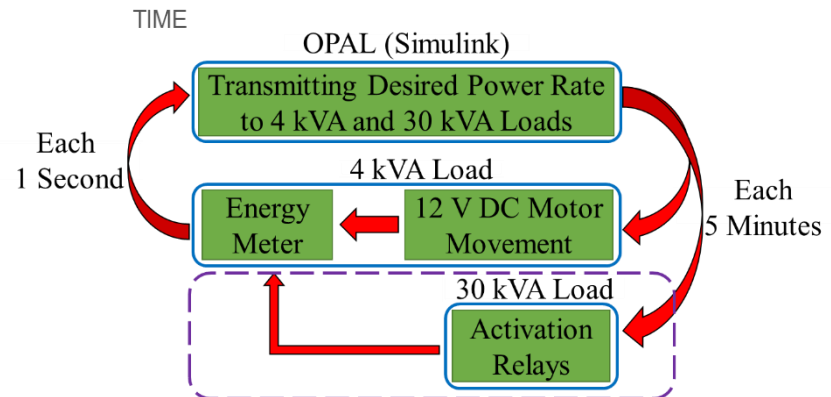 TIME
OPAL (Simulink)
Transmitting Desired Power Rate
to 4 kVA and 30 kVA Loads
Each
1 Second
4 kVA Load
Energy
Meter
12 V DC Motor
Movement
Each
5 Minutes
30 kVA Load
Activation
Relays